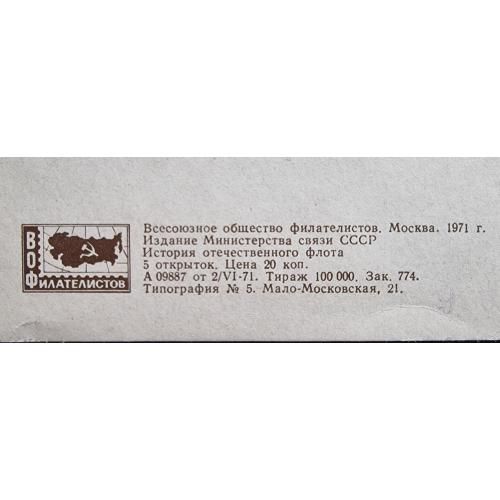 ВО
ФИЛАТЕЛИСТОВ
Всесоюзное общество филателистов. Москва. 1971 г.
Издание Министерства связи СССР
История отечественного флота
5 открыток. Цена 20 коп.
А 09887 от 2/VI-71. Тираж 100 000, Зак. 774.
Типография № 5. Мало-Московская, 21.